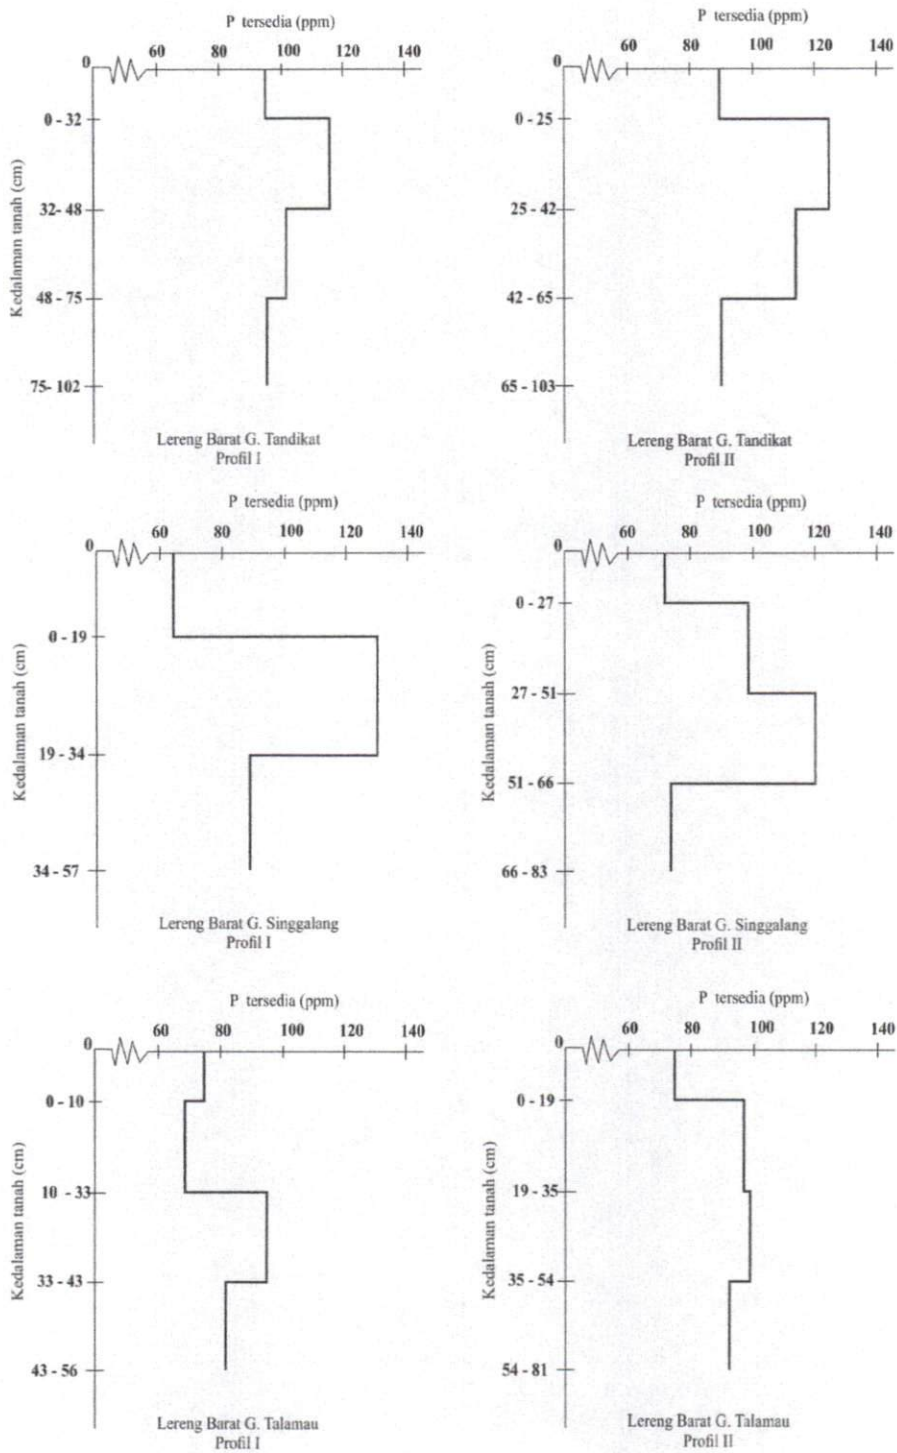 P tersedia (ppm)
0 60 80 100 120 140
Kedalaman tanah (cm)
0 - 32
32- 48
48 - 75
75- 102
Lereng Barat G. Tandikat
Profil I
P tersedia (ppm)
0 60 80 100 120 140
0 - 25
25 - 42
42 - 65
65 - 103
Lereng Barat G. Tandikat
Profil II
P tersedia (ppm)
0 60 80 100 120 140
Kedalaman tanah (cm)
0 - 19
19 - 34
34 - 57
Lereng Barat G. Singgalang
Profil I
P tersedia (ppm)
0 60 80 100 120 140
Kedalaman tanah (cm)
0 - 27
27 - 51
51 - 66
66 - 83
Lereng Barat G. Singgalang
Profil II
P tersedia (ppm)
0 60 80 100 120 140
Kedalaman tanah (cm)
0 - 10
10 - 33
33 - 43
43 - 56
Lereng Barat G. Talamau
Profil I
P tersedia (ppm)
0 60 80 100 120 140
Kedalaman tanah (cm)
0 - 19
19 - 35
35 - 54
54 - 81
Lereng Barat G. Talamau
Profil II